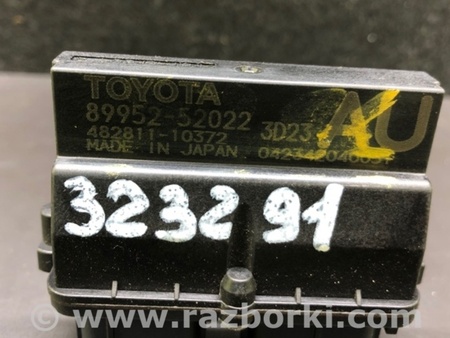 TOYOTA
89952-52022
482811-10372 3D23
MADE IN JAPAN
AU
323291
www.razborki.com